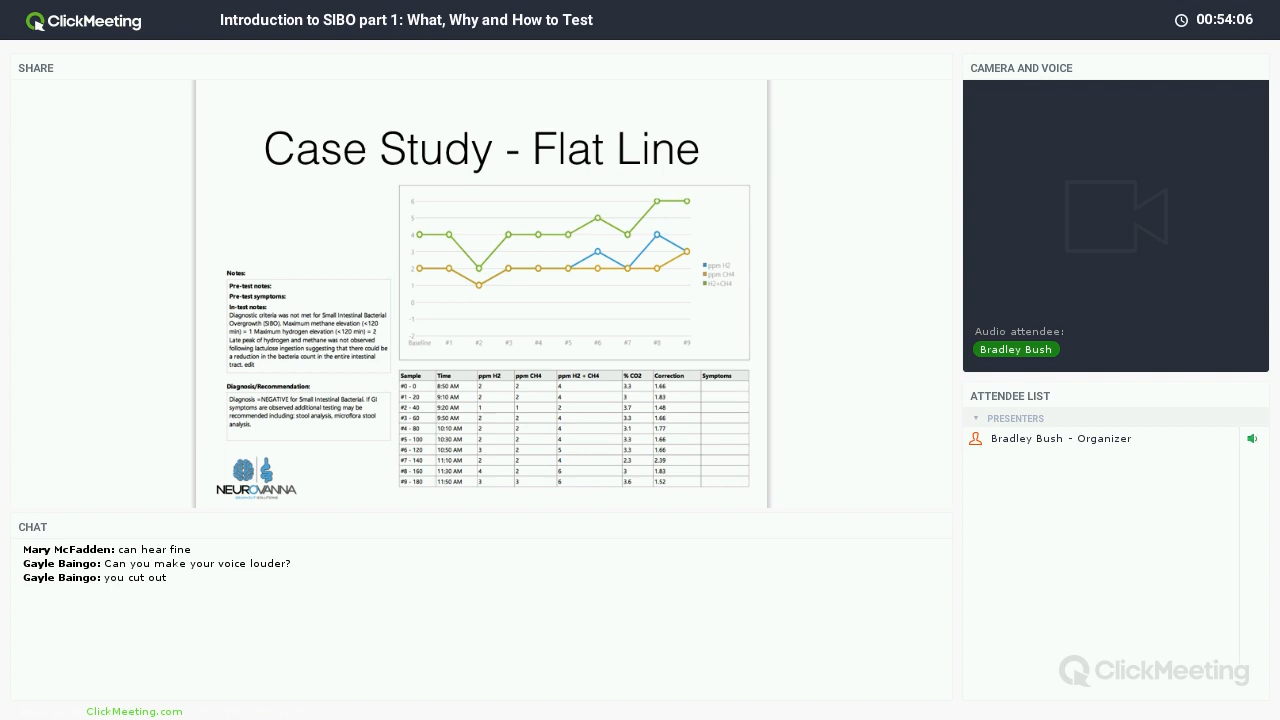 ClickMeeting
Introduction to SIBO part 1: What, Why and How to Test
00:54:06
SHARE
Case Study - Flat Line
6
5
4
3
2
1
0
-1
-2
Baseline #1 #2 #3 #4 #5 #6 #7 #8 #9
ppm H2
ppm CH4
H2+CH4
Notes:
Pre-test notes:
Pre-test symptoms:
In-test notes:
Diagnostic criteria was not met for Small Intestinal Bacterial
Overgrowth (SIBO). Maximum methane elevation (<120
min) = 1 Maximum hydrogen elevation (<120 min) = 2
Late peak of hydrogen and methane was not observed
following lactulose ingestion suggesting that there could be
a reduction in the bacteria count in the entire intestinal
tract. edit
Diagnosis/Recommendation:
Diagnosis =NEGATIVE for Small Intestinal Bacterial. If GI
symptoms are observed additional testing may be
recommended including: stool analysis, microflora stool
analysis.
Sample Time ppm H2 ppm CH4 ppm H2 + CH4 % CO2 Correction Symptoms
#0 - 0 8:50 AM 2 2 4 3.3 1.66
#1 - 20 9:10 AM 2 2 4 3 1.83
#2 - 40 9:20 AM 1 1 2 3.7 1.48
#3 - 60 9:50 AM 2 2 4 3.3 1.66
#4 - 80 10:10 AM 2 2 4 3.1 1.77
#5 - 100 10:30 AM 2 2 4 3.3 1.66
#6 - 120 10:50 AM 3 2 5 3.3 1.66
#7 - 140 11:10 AM 2 2 4 2.3 2.39
#8 - 160 11:30 AM 4 2 6 3 1.83
#9 - 180 11:50 AM 3 3 6 3.6 1.52
NEUROVANNA
CHAT
Mary McFadden: can hear fine
Gayle Baingo: Can you make your voice louder?
Gayle Baingo: you cut out
CAMERA AND VOICE
Audio attendee:
Bradley Bush
ATTENDEE LIST
PRESENTERS
Bradley Bush - Organizer
ClickMeeting
ClickMeeting.com